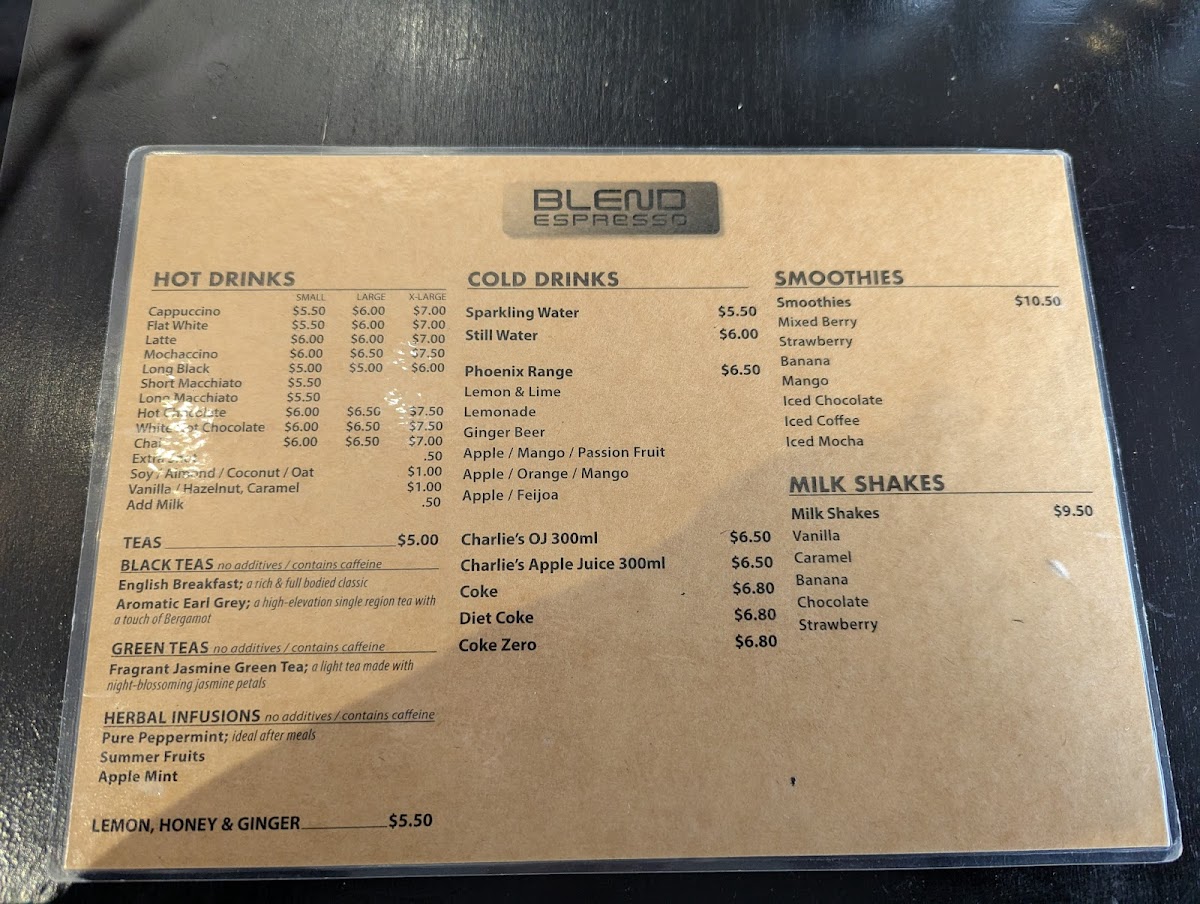 BLEND
ESPRESSO
HOT DRINKS
SMALL LARGE X-LARGE
Cappuccino $5.50 $6.00 $7.00
Flat White $5.50 $6.00 $7.00
Latte $6.00 $6.00 $7.00
Mochaccino $6.00 $6.50 $7.50
Long Black $5.00 $5.00 $6.00
Short Macchiato $5.50
Long Macchiato $5.50
Hot Chocolate $6.00 $6.50 $7.50
White Hot Chocolate $6.00 $6.50 $7.50
Chai $6.00 $6.50 $7.00
Extra .50
Soy / Almond / Coconut / Oat $1.00
Vanilla / Hazelnut, Caramel $1.00
Add Milk .50
TEAS $5.00
BLACK TEAS no additives / contains caffeine
English Breakfast; a rich & full bodied classic
Aromatic Earl Grey; a high-elevation single region tea with
a touch of Bergamot
GREEN TEAS no additives / contains caffeine
Fragrant Jasmine Green Tea; a light tea made with
night-blossoming jasmine petals
HERBAL INFUSIONS no additives / contains caffeine
Pure Peppermint; ideal after meals
Summer Fruits
Apple Mint
LEMON, HONEY & GINGER $5.50
COLD DRINKS
Sparkling Water $5.50
Still Water $6.00
Phoenix Range $6.50
Lemon & Lime
Lemonade
Ginger Beer
Apple / Mango / Passion Fruit
Apple / Orange / Mango
Apple / Feijoa
Charlie's OJ 300ml $6.50
Charlie's Apple Juice 300ml $6.50
Coke $6.80
Diet Coke $6.80
Coke Zero $6.80
SMOOTHIES
Smoothies $10.50
Mixed Berry
Strawberry
Banana
Mango
Iced Chocolate
Iced Coffee
Iced Mocha
MILK SHAKES
Milk Shakes $9.50
Vanilla
Caramel
Banana
Chocolate
Strawberry